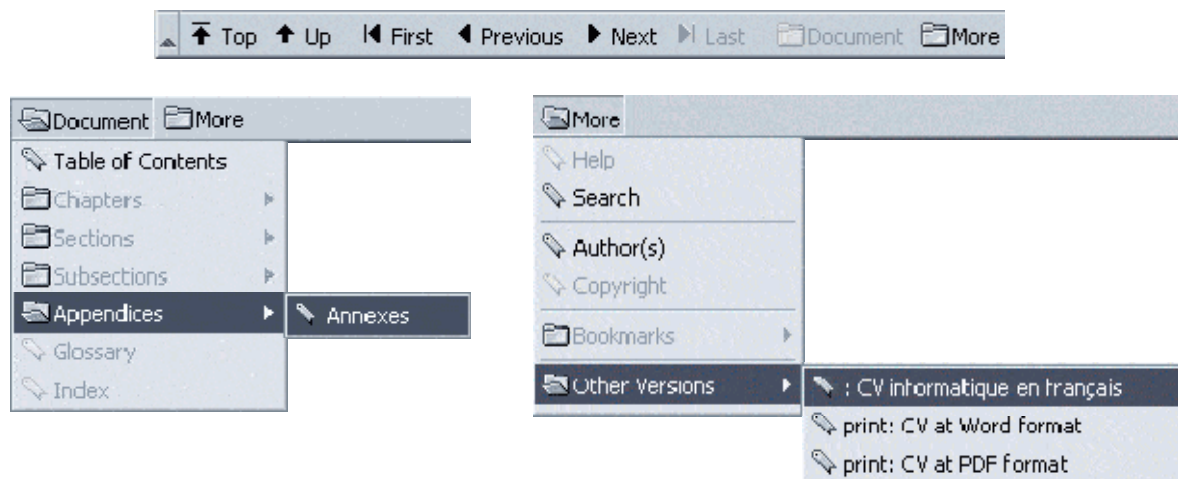 Top Up First Previous Next Last Document More
Document More
Table of Contents
Chapters
Sections
Subsections
Appendices
Annexes
Glossary
Index
More
Help
Search
Author(s)
Copyright
Bookmarks
Other Versions
: CV informatique en français
print: CV at Word format
print: CV at PDF format